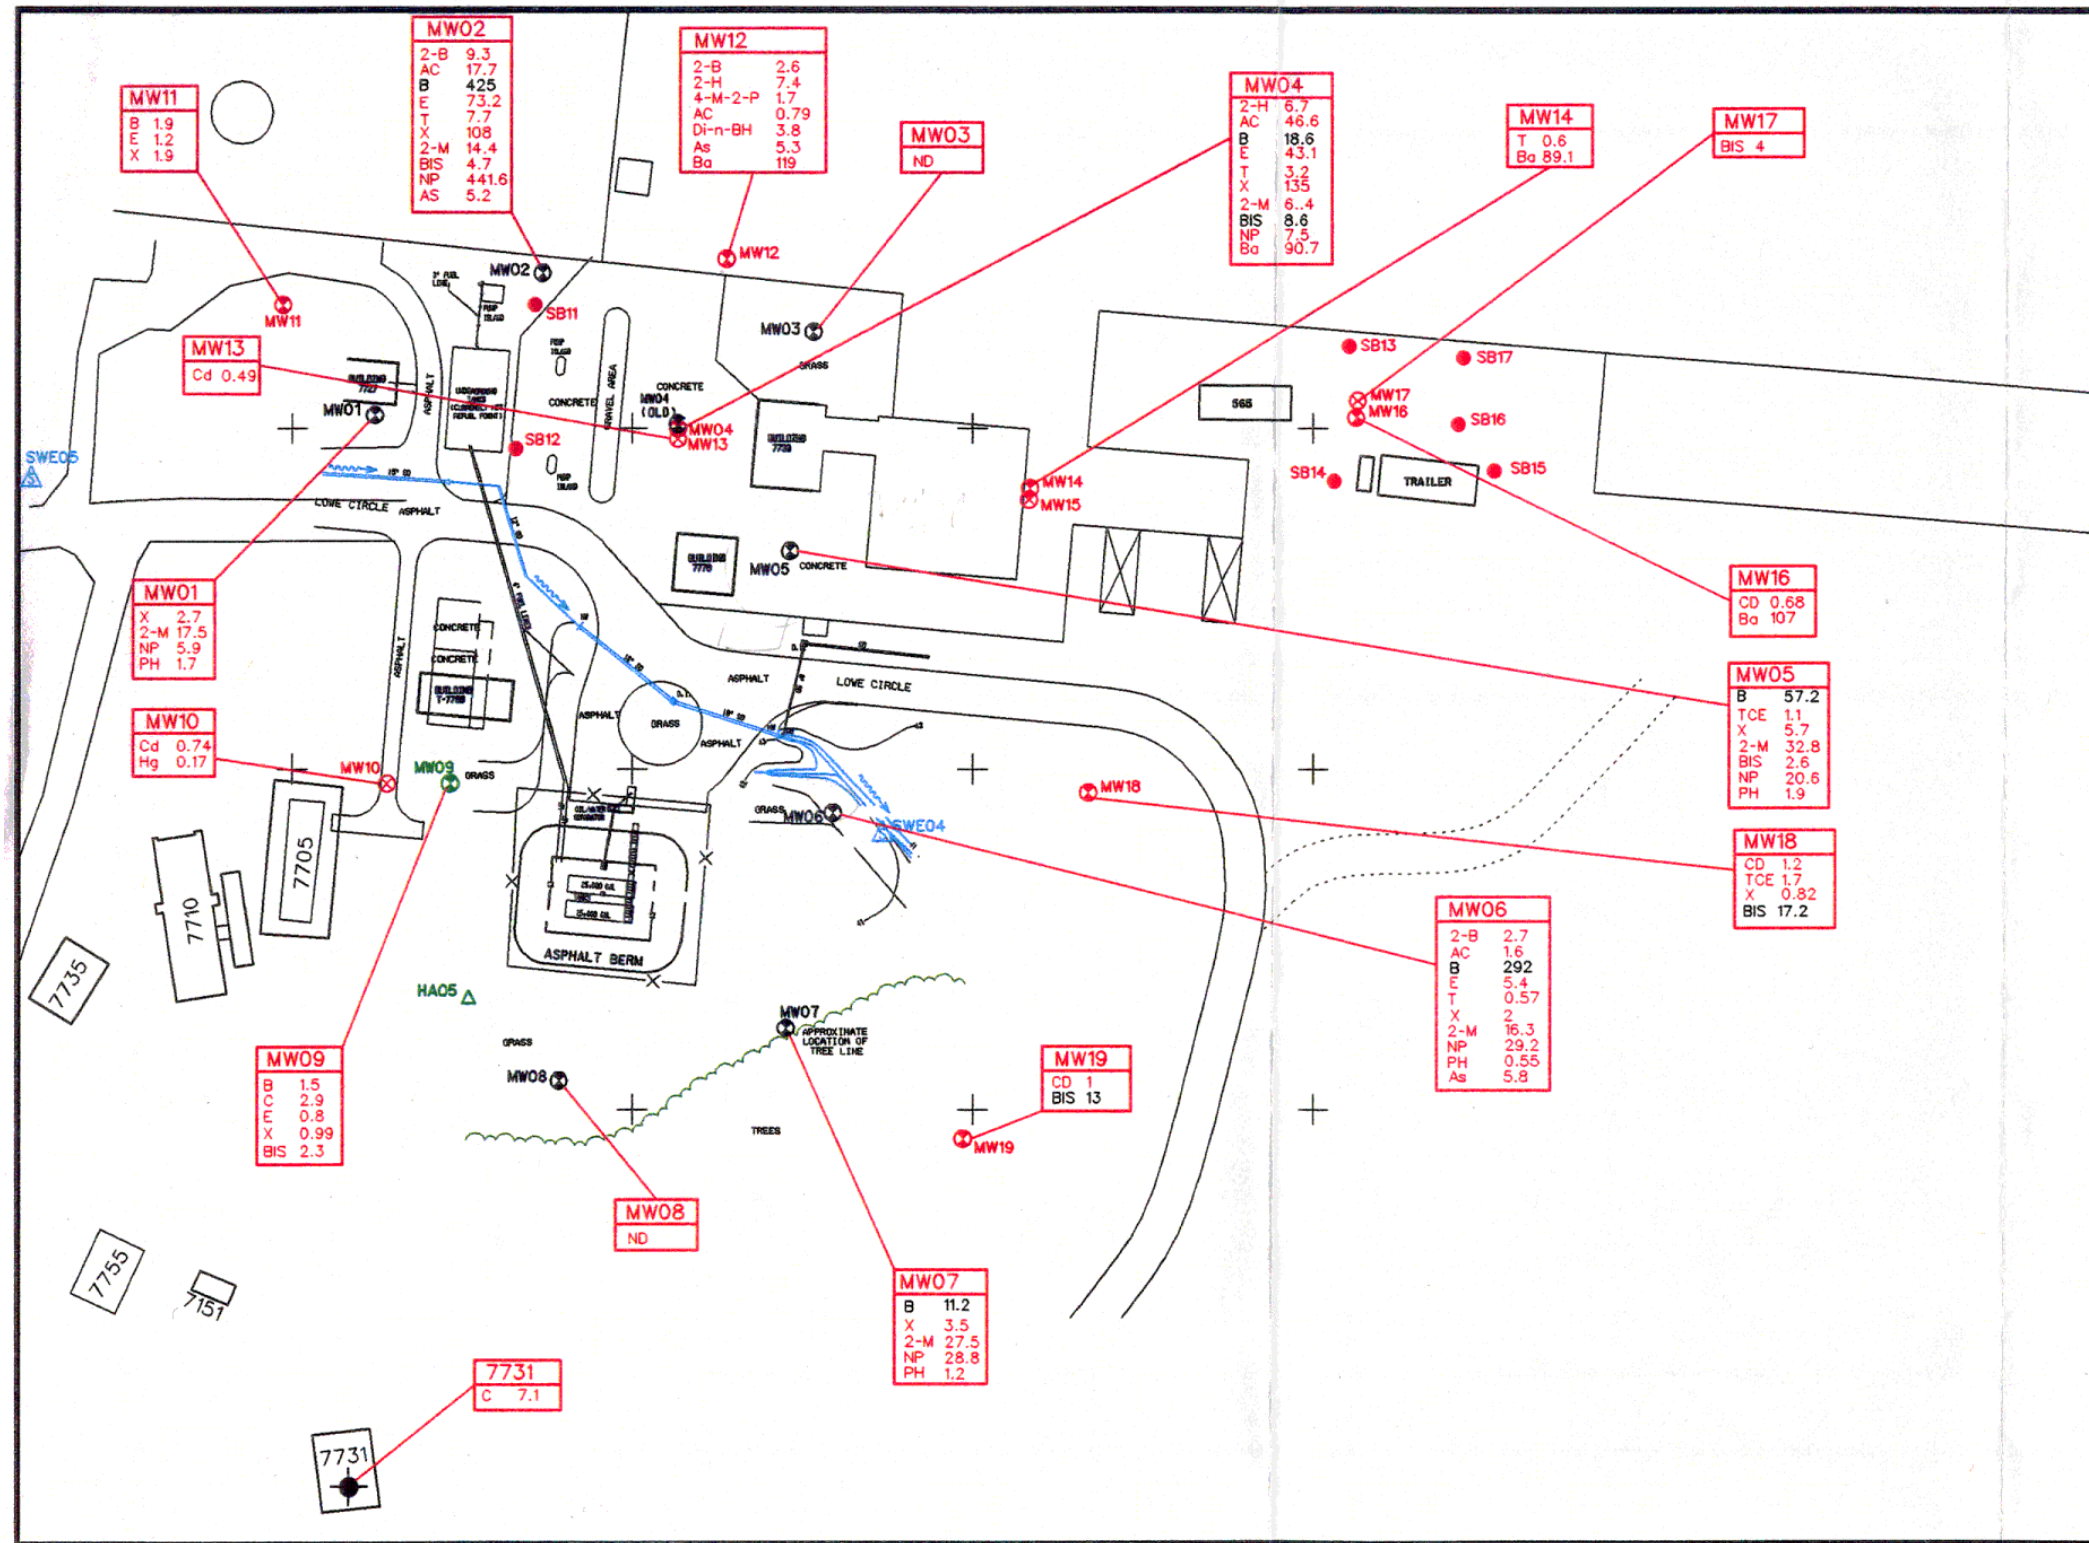 MW02
2-B 9.3
AC 17.7
B 425
E 73.2
T 7.7
X 108
2-M 14.4
BIS 4.7
NP 441.6
AS 5.2
MW12
2-B 2.6
2-H 7.4
4-M-2-P 1.7
AC 0.79
Di-n-BH 3.8
As 5.3
Ba 119
MW11
B 1.9
E 1.2
X 1.9
MW03
ND
MW04
2-H 6.7
AC 46.6
B 18.6
E 43.1
T 3.2
X 135
2-M 6..4
BIS 8.6
NP 7.5
Ba 90.7
MW14
T 0.6
Ba 89.1
MW17
BIS 4
MW12
MW02
MW11
SB11
MW03
GRASS
MW13
Cd 0.49
BUILDING
ASPHALT
CONCRETE
CONCRETE
GRAVEL AREA
MW01
MW04
(OLD)
MW04
MW13
SB12
BUILDING
7739
565
SB13
SB17
MW17
MW16
SB16
SB14
SB15
TRAILER
SWE05
MW14
MW15
LOWE CIRCLE
ASPHALT
BUILDING
7778
MW05
CONCRETE
MW01
X 2.7
2-M 17.5
NP 5.9
PH 1.7
ASPHALT
CONCRETE
CONCRETE
BUILDING
MW16
CD 0.68
Ba 107
MW05
B 57.2
TCE 1.1
X 5.7
2-M 32.8
BIS 2.6
NP 20.6
PH 1.9
ASPHALT
LOWE CIRCLE
ASPHALT
GRASS
ASPHALT
MW10
Cd 0.74
Hg 0.17
MW10
MW09
GRASS
GRASS
MW06
SWE04
MW18
MW18
CD 1.2
TCE 1.7
X 0.82
BIS 17.2
7705
7710
7735
ASPHALT BERM
HA05
MW06
2-B 2.7
AC 1.6
B 292
E 5.4
T 0.57
X 2
2-M 16.3
NP 29.2
PH 0.55
As 5.8
MW07
APPROXIMATE
LOCATION OF
TREE LINE
GRASS
MW08
MW09
B 1.5
C 2.9
E 0.8
X 0.99
BIS 2.3
MW19
CD 1
BIS 13
TREES
MW19
MW08
ND
7755
7151
MW07
B 11.2
X 3.5
2-M 27.5
NP 28.8
PH 1.2
7731
C 7.1
7731